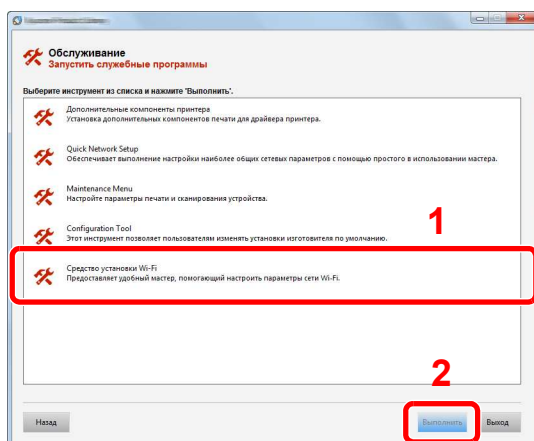 Обслуживание
Запустить служебные программы
Выберите инструмент из списка и нажмите 'Выполнить'.
Дополнительные компоненты принтера
Установка дополнительных компонентов печати для драйвера принтера.
Quick Network Setup
Обеспечивает выполнение настройки наиболее общих сетевых параметров с помощью простого в использовании мастера.
Maintenance Menu
Настройте параметры печати и сканирования устройства.
1
Configuration Tool
Этот инструмент позволяет пользователям изменять установки изготовителя по умолчанию.
Средство установки Wi-Fi
Предоставляет удобный мастер, помогающий настроить параметры сети Wi-Fi.
2
Назад
Выполнить
Выход